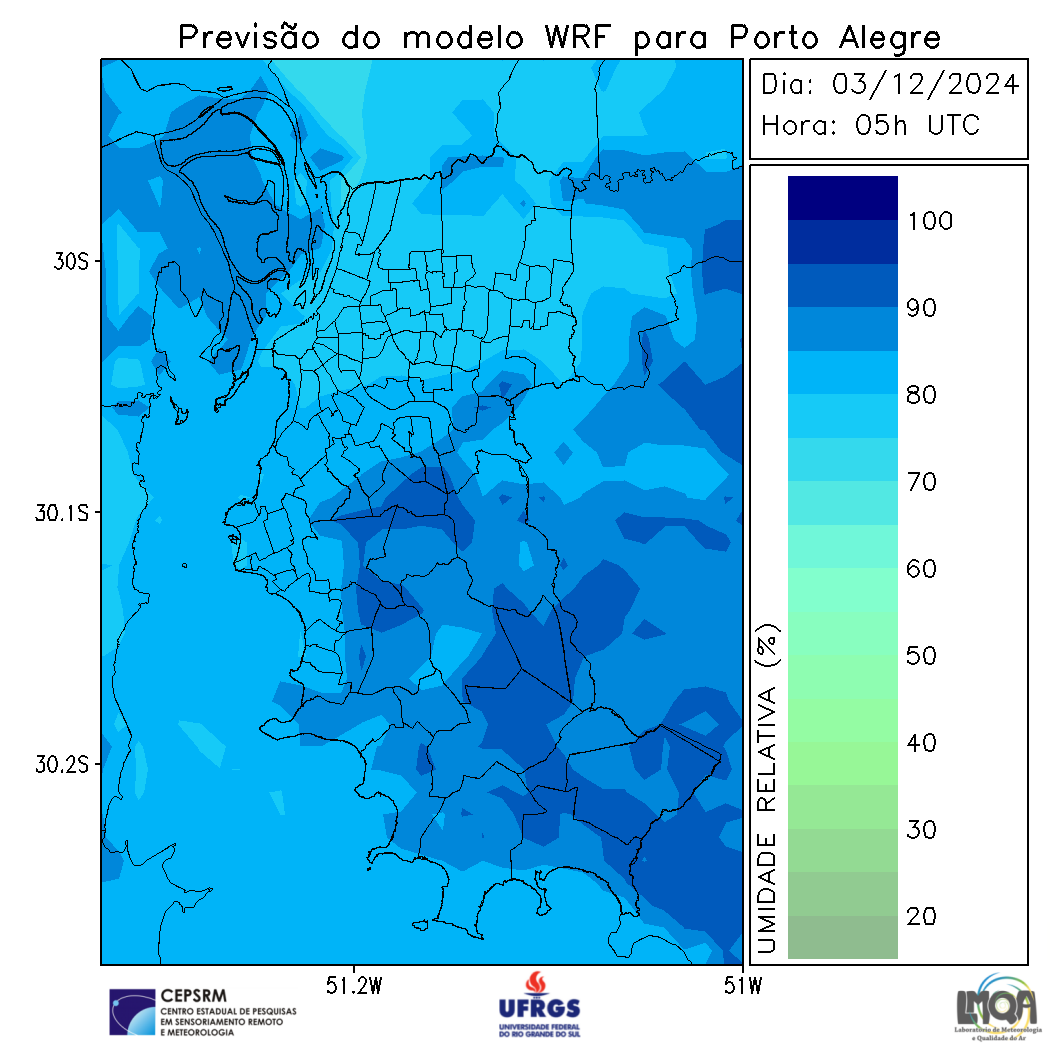 Previsão do modelo WRF para Porto Alegre
Dia: 03/12/2024
Hora: 05h UTC
30S
30.1S
30.2S
51.2W
51W
UMIDADE RELATIVA (%)
100
90
80
70
60
50
40
30
20
CEPSRM
CENTRO ESTADUAL DE PESQUISAS
EM SENSORIAMENTO REMOTO
E METEOROLOGIA
UFRGS
UNIVERSIDADE FEDERAL
DO RIO GRANDE DO SUL
LMQA
Laboratório de Meteorologia
e Qualidade do Ar